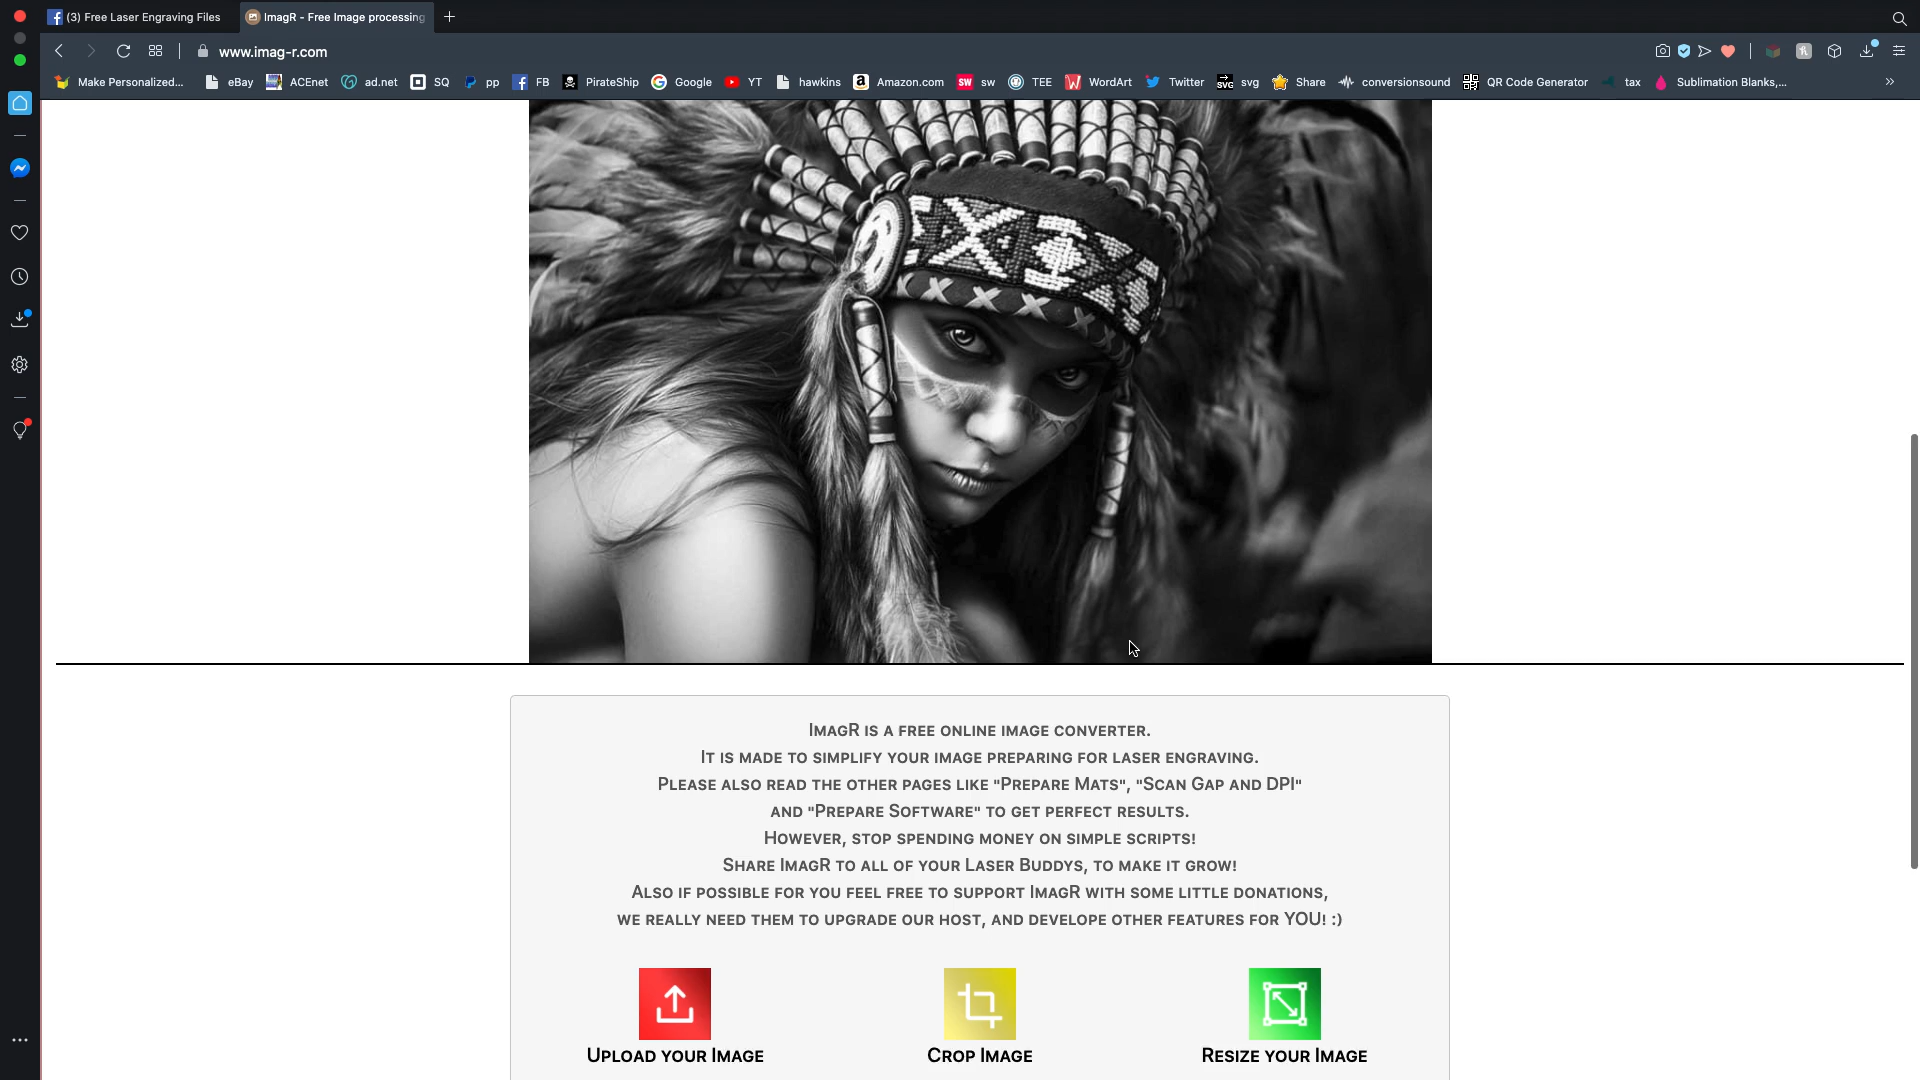 (3) Free Laser Engraving Files
ImagR - Free Image processing
www.imag-r.com
Make Personalized... eBay ACEnet ad.net SQ pp FB PirateShip Google YT hawkins Amazon.com SW sw TEE WordArt Twitter SVG svg Share conversionsound QR Code Generator tax Sublimation Blanks,... »
ImagR is a free online image converter.
It is made to simplify your image preparing for laser engraving.
Please also read the other pages like "Prepare Mats", "Scan Gap and DPI"
and "Prepare Software" to get perfect results.
However, stop spending money on simple scripts!
Share ImagR to all of your Laser Buddys, to make it grow!
Also if possible for you feel free to support ImagR with some little donations,
we really need them to upgrade our host, and develope other features for YOU! :)
Upload your Image
Crop Image
Resize your Image